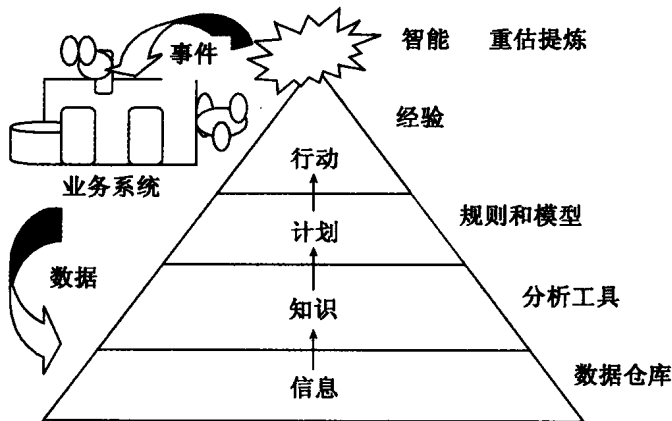 事件
智能 重估提炼
经验
行动
业务系统
规则和模型
计划
数据
分析工具
知识
数据仓库
信息